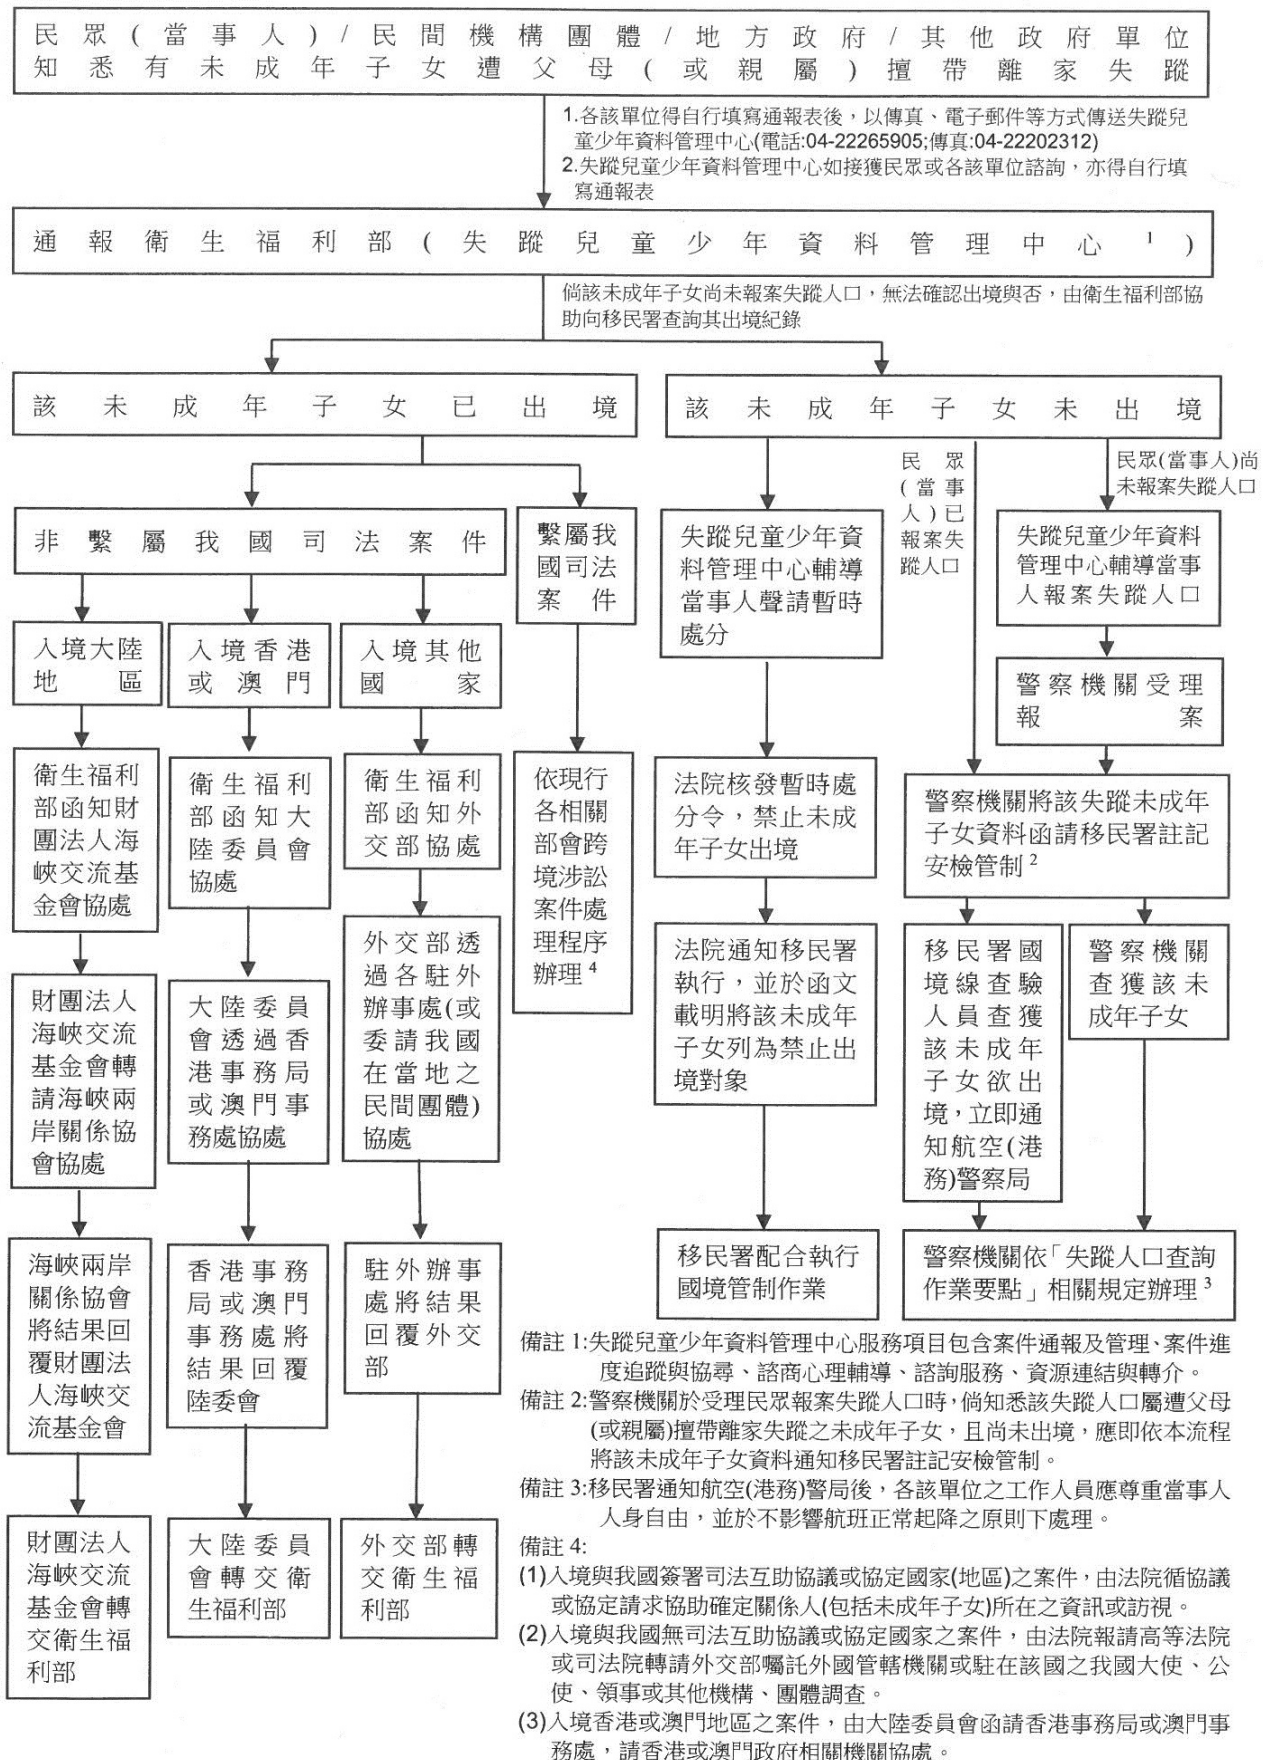 民眾(當事人)/民間機構團體/地方政府/其他政府單位
知悉有未成年子女遭父母(或親屬)擅帶離家失蹤
1.各該單位得自行填寫通報表後，以傳真、電子郵件等方式傳送失蹤兒
童少年資料管理中心(電話:04-22265905;傳真:04-22202312)
2.失蹤兒童少年資料管理中心如接獲民眾或各該單位諮詢，亦得自行填
寫通報表
通報衛生福利部(失蹤兒童少年資料管理中心1)
倘該未成年子女尚未報案失蹤人口，無法確認出境與否，由衛生福利部協
助向移民署查詢其出境紀錄
該未成年子女已出境
該未成年子女未出境
非繫屬我國司法案件
繫屬我
國司法
案件
入境大陸
地區
衛生福利
部函知財
團法人海
峽交流基
金會協處
財團法人
海峽交流
基金會轉
請海峽兩
岸關係協
會協處
海峽兩岸
關係協會
將結果回
覆財團法
人海峽交
流基金會
財團法人
海峽交流
基金會轉
交衛生福
利部
入境香港
或澳門
衛生福利
部函知大
陸委員會
協處
大陸委員
會透過香
港事務局
或澳門事
務處協處
香港事務
局或澳門
事務處將
結果回覆
陸委會
大陸委員
會轉交衛
生福利部
入境其他
國家
衛生福利
部函知外
交部協處
外交部透
過各駐外
辦事處(或
委請我國
在當地之
民間團體)
協處
駐外辦事
處將結果
回覆外交
部
外交部轉
交衛生福
利部
依現行
各相關
部會跨
境涉訟
案件處
理程序
辦理4
失蹤兒童少年資
料管理中心輔導
當事人聲請暫時
處分
法院核發暫時處
分令，禁止未成
年子女出境
法院通知移民署
執行，並於函文
載明將該未成年
子女列為禁止出
境對象
移民署配合執行
國境管制作業
民眾
(當事
人)已
報案失
蹤人口
民眾(當事人)尚
未報案失蹤人口
失蹤兒童少年資料
管理中心輔導當事
人報案失蹤人口
警察機關受理
報案
警察機關將該失蹤未成年
子女資料函請移民署註記
安檢管制2
移民署國
境線查驗
人員查獲
該未成年
子女欲出
境，立即通
知航空(港
務)警察局
警察機關
查獲該未
成年子女
警察機關依「失蹤人口查詢
作業要點」相關規定辦理3
備註 1:失蹤兒童少年資料管理中心服務項目包含案件通報及管理、案件進
度追蹤與協尋、諮商心理輔導、諮詢服務、資源連結與轉介。
備註 2:警察機關於受理民眾報案失蹤人口時，倘知悉該失蹤人口屬遭父母
(或親屬)擅帶離家失蹤之未成年子女，且尚未出境，應即依本流程
將該未成年子女資料通知移民署註記安檢管制。
備註 3:移民署通知航空(港務)警局後，各該單位之工作人員應尊重當事人
人身自由，並於不影響航班正常起降之原則下處理。
備註 4:
(1)入境與我國簽署司法互助協議或協定國家(地區)之案件，由法院循協議
或協定請求協助確定關係人(包括未成年子女)所在之資訊或訪視。
(2)入境與我國無司法互助協議或協定國家之案件，由法院報請高等法院
或司法院轉請外交部囑託外國管轄機關或駐在該國之我國大使、公
使、領事或其他機構、團體調查。
(3)入境香港或澳門地區之案件，由大陸委員會函請香港事務局或澳門事
務處，請香港或澳門政府相關機關協處。